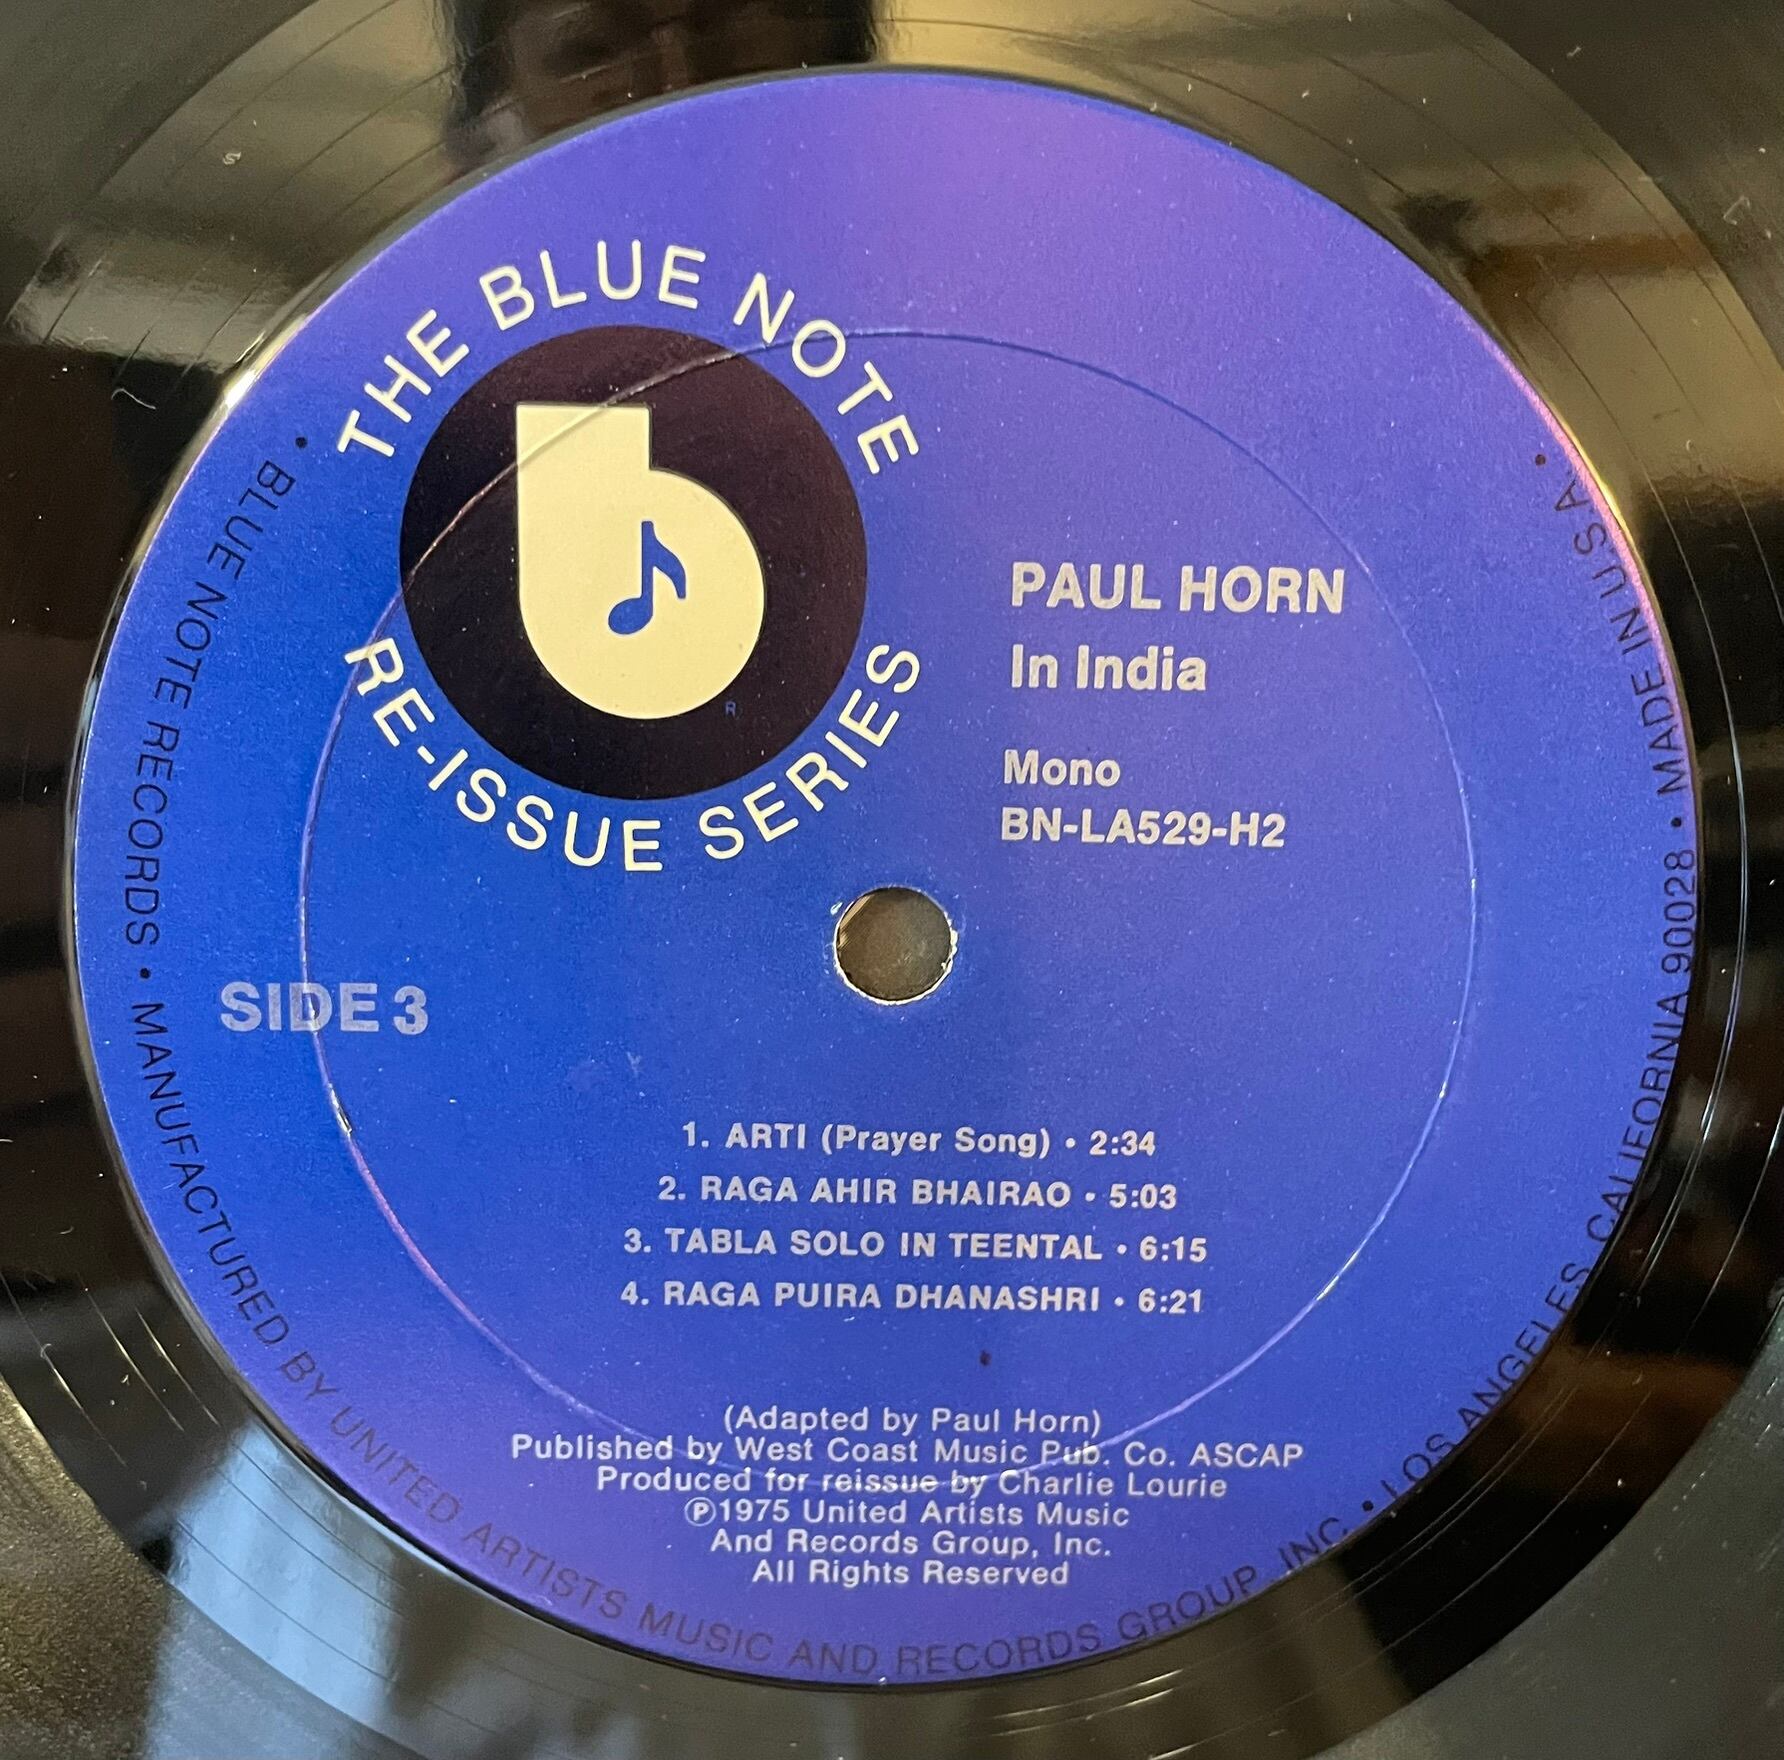 THE BLUE NOTE
RE-ISSUE SERIES
®
PAUL HORN
In India
Mono
BN-LA529-H2
SIDE 3
1. ARTI (Prayer Song) • 2:34
2. RAGA AHIR BHAIRAO • 5:03
3. TABLA SOLO IN TEENTAL • 6:15
4. RAGA PUIRA DHANASHRI • 6:21
(Adapted by Paul Horn)
Published by West Coast Music Pub. Co. ASCAP
Produced for reissue by Charlie Lourie
℗1975 United Artists Music
And Records Group, Inc.
All Rights Reserved
• BLUE NOTE RECORDS • MANUFACTURED BY UNITED ARTISTS MUSIC AND RECORDS GROUP, INC. • LOS ANGELES, CALIFORNIA 90028 • MADE IN U.S.A. •